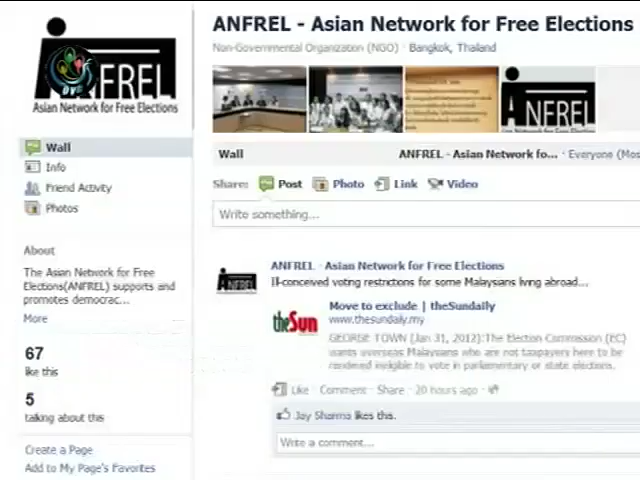 ANFREL - Asian Network for Free Elections
Non-Governmental Organization (NGO) · Bangkok, Thailand
ANFREL
DVB
Asian Network for Free Elections
ANFREL
Wall
Info
Friend Activity
Photos
About
The Asian Network for Free
Elections(ANFREL) supports and
promotes democrac...
More
67
like this
5
talking about this
Create a Page
Add to My Page's Favorites
Wall
ANFREL - Asian Network fo... · Everyone (Mos
Share:
Post
Photo
Link
Video
Write something...
ANFREL
ANFREL - Asian Network for Free Elections
Ill-conceived voting restrictions for some Malaysians living abroad...
theSun
Move to exclude | theSundaily
www.thesundaily.my
GEORGE TOWN (Jan 31, 2012):The Election Commission (EC)
wants overseas Malaysians who are not taxpayers here to be
rendered ineligible to vote in parliamentary or state elections.
Like · Comment · Share · 20 hours ago ·
Jay Sharma likes this.
Write a comment...